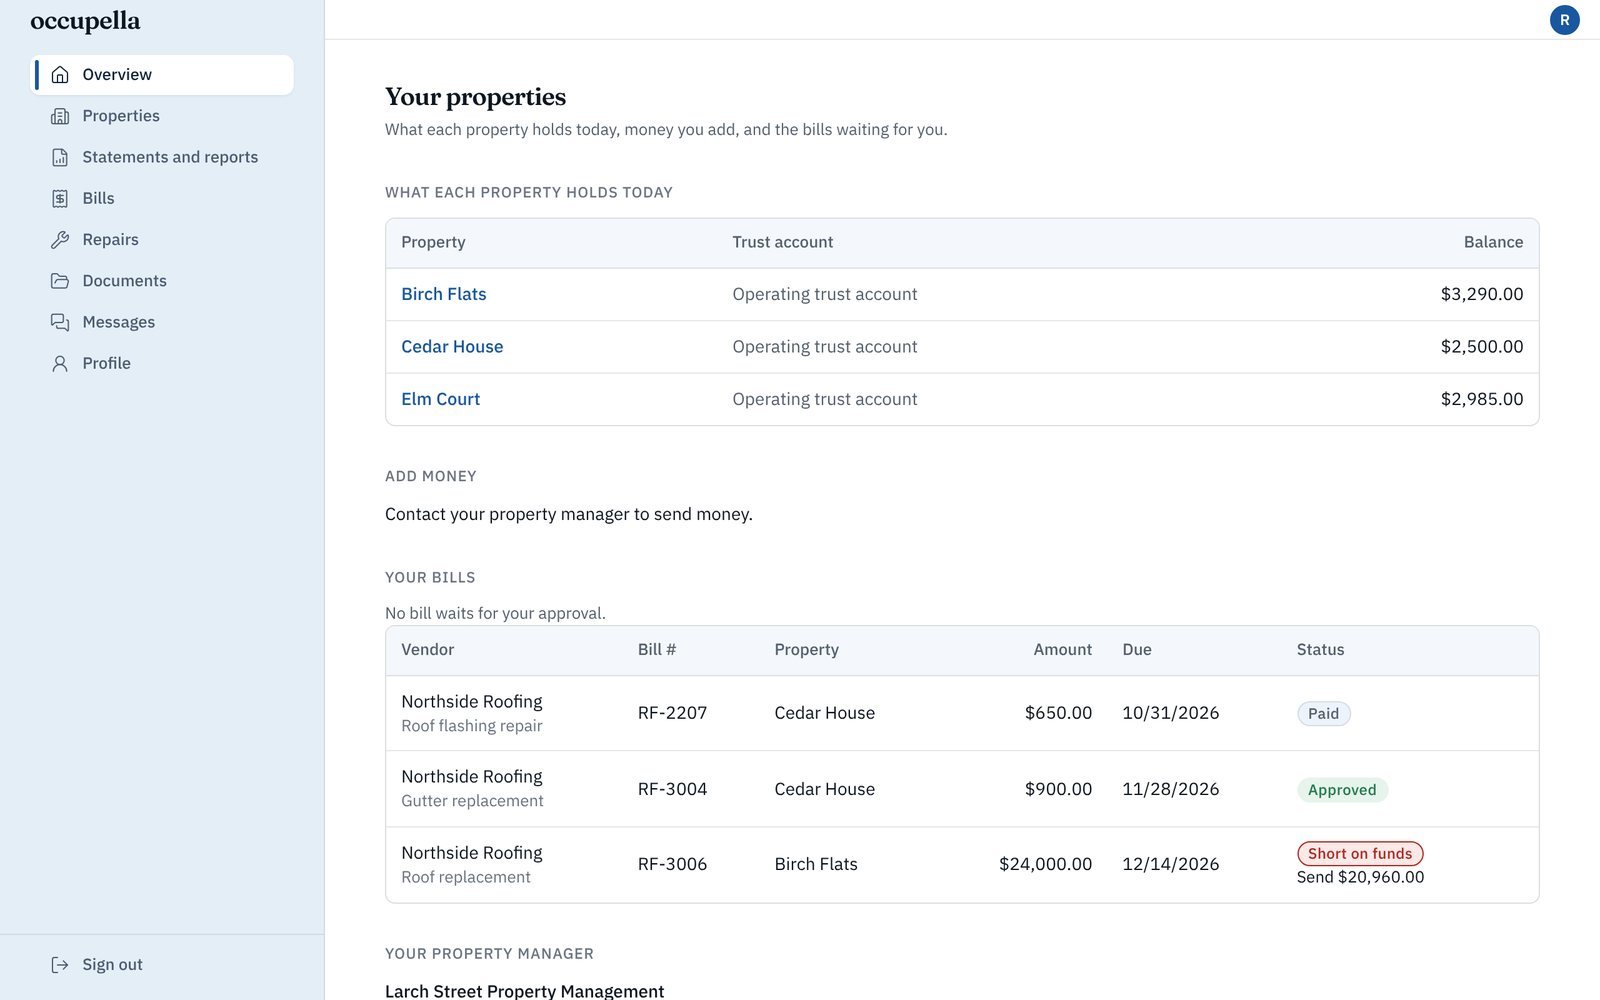 occupella
R
Overview
Properties
Statements and reports
Bills
Repairs
Documents
Messages
Profile
Sign out
Your properties
What each property holds today, money you add, and the bills waiting for you.
WHAT EACH PROPERTY HOLDS TODAY
Property Trust account Balance
Birch Flats Operating trust account $3,290.00
Cedar House Operating trust account $2,500.00
Elm Court Operating trust account $2,985.00
ADD MONEY
Contact your property manager to send money.
YOUR BILLS
No bill waits for your approval.
Vendor Bill # Property Amount Due Status
Northside Roofing RF-2207 Cedar House $650.00 10/31/2026 Paid
Roof flashing repair
Northside Roofing RF-3004 Cedar House $900.00 11/28/2026 Approved
Gutter replacement
Northside Roofing RF-3006 Birch Flats $24,000.00 12/14/2026 Short on funds
Roof replacement Send $20,960.00
YOUR PROPERTY MANAGER
Larch Street Property Management